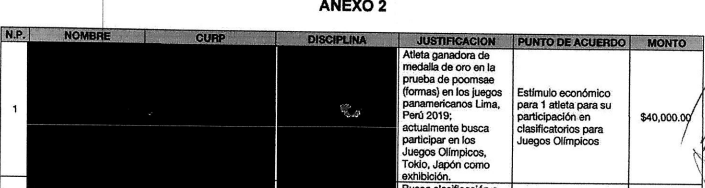 ANEXO 2
N.P. NOMBRE CURP DISCIPLINA JUSTIFICACION PUNTO DE ACUERDO MONTO
1
Atleta ganadora de
medalla de oro en la
prueba de poomsae
(formas) en los juegos
panamericanos Lima,
Perú 2019;
actualmente busca
participar en los
Juegos Olímpicos,
Tokio, Japón como
exhibición.
Estímulo económico
para 1 atleta para su
participación en
clasificatorios para
Juegos Olímpicos
$40,000.00